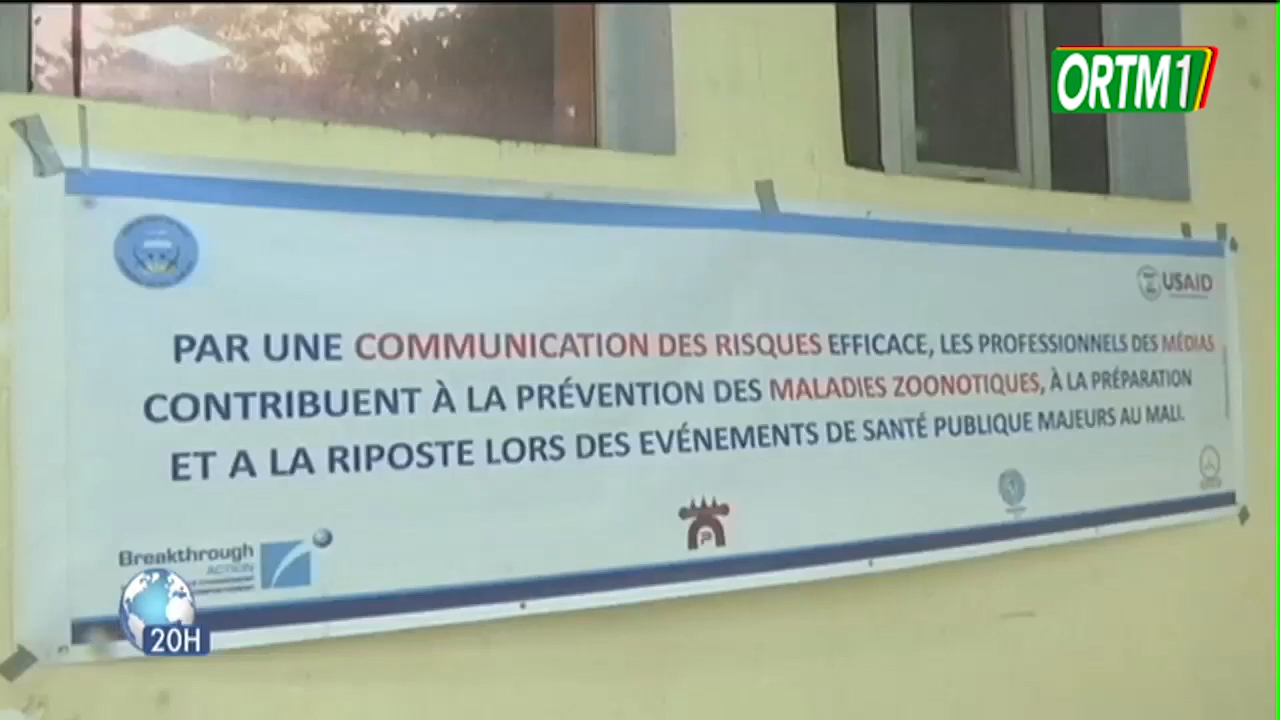 ORTM1
USAID
PAR UNE COMMUNICATION DES RISQUES EFFICACE, LES PROFESSIONNELS DES MÉDIAS
CONTRIBUENT À LA PRÉVENTION DES MALADIES ZOONOTIQUES, À LA PRÉPARATION
ET A LA RIPOSTE LORS DES EVÉNEMENTS DE SANTÉ PUBLIQUE MAJEURS AU MALI.
Breakthrough
ACTION
P
20H